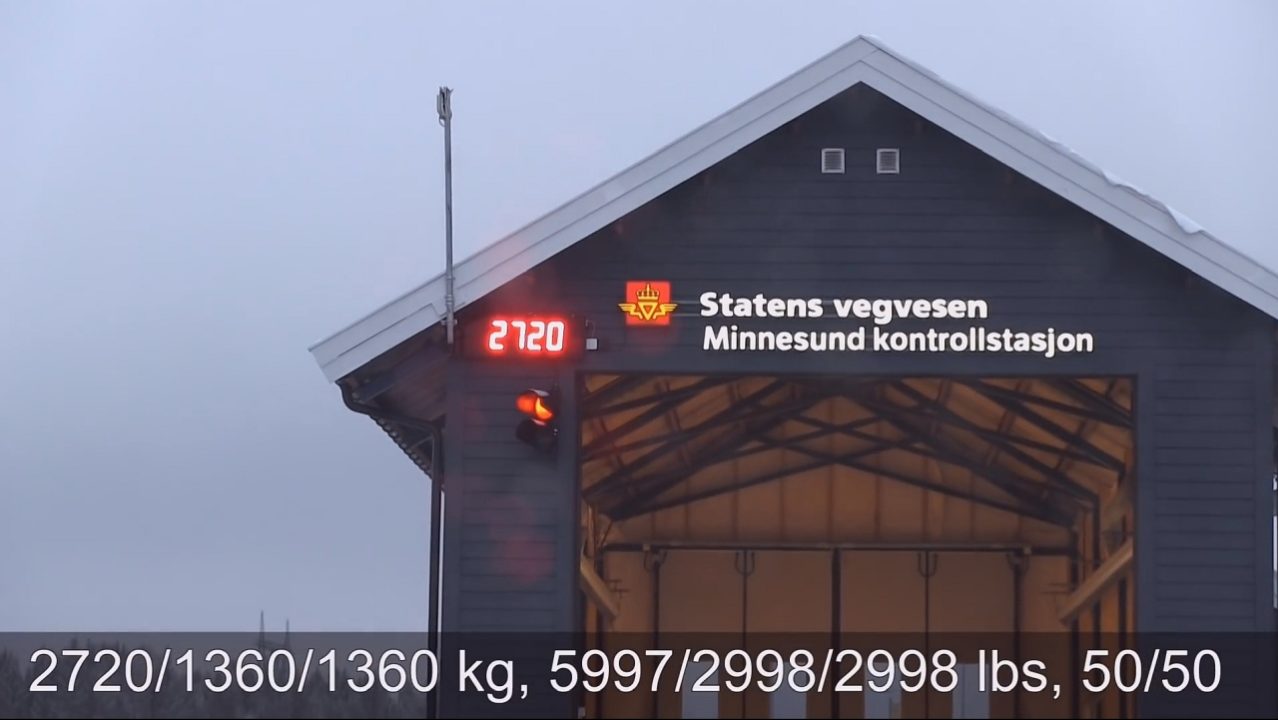 Statens vegvesen
2720
Minnesund kontrollstasjon
2720/1360/1360 kg, 5997/2998/2998 lbs, 50/50